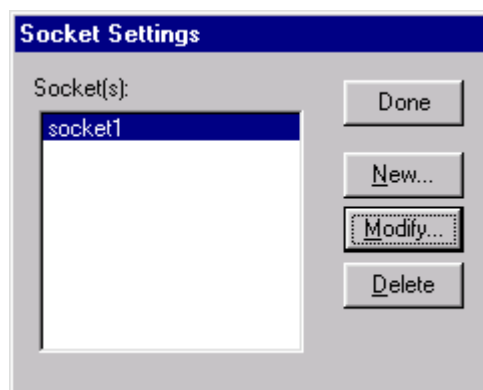 Socket Settings
Socket(s):
socket1
Done
New...
Modify...
Delete